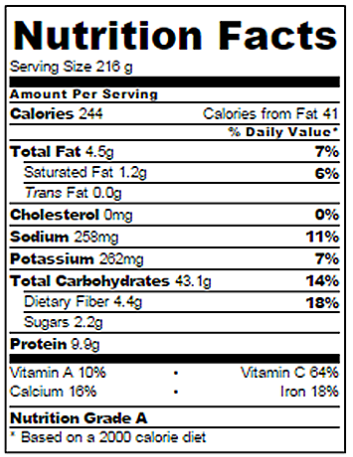 Nutrition Facts
Serving Size 216 g
Amount Per Serving
Calories 244 Calories from Fat 41
% Daily Value*
Total Fat 4.5g 7%
Saturated Fat 1.2g 6%
Trans Fat 0.0g
Cholesterol 0mg 0%
Sodium 258mg 11%
Potassium 262mg 7%
Total Carbohydrates 43.1g 14%
Dietary Fiber 4.4g 18%
Sugars 2.2g
Protein 9.9g
Vitamin A 10% • Vitamin C 64%
Calcium 16% • Iron 18%
Nutrition Grade A
* Based on a 2000 calorie diet